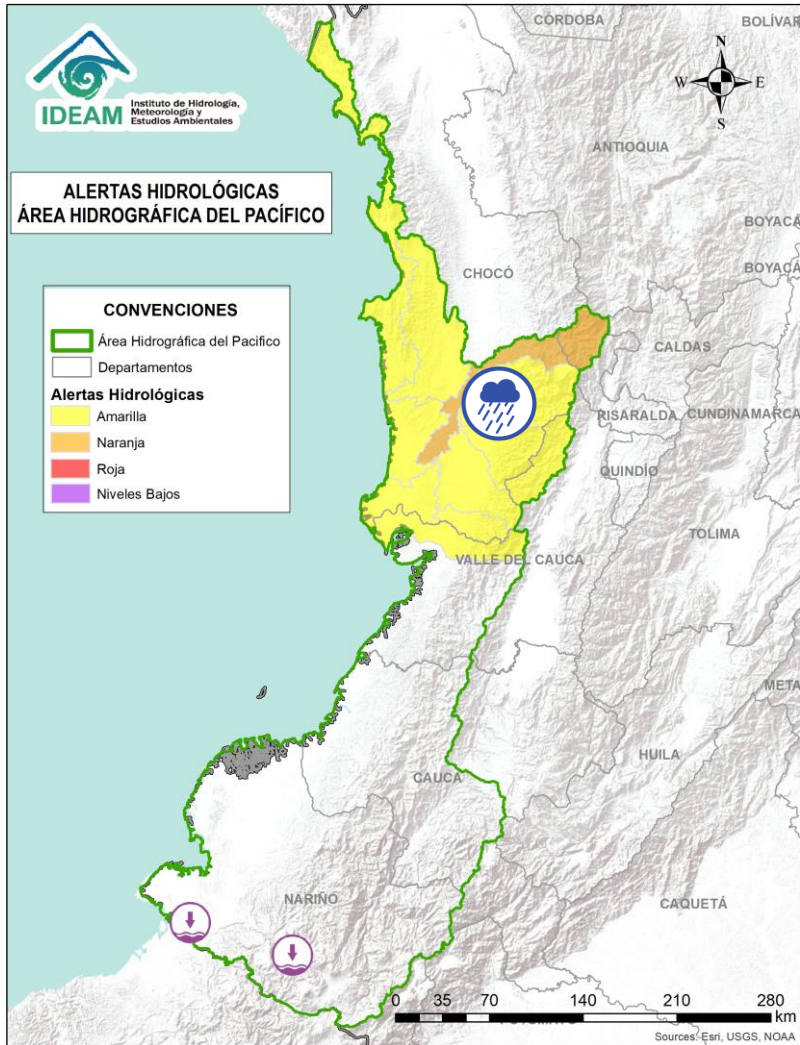 IDEAM
Instituto de Hidrología,
Meteorología y
Estudios Ambientales
ALERTAS HIDROLÓGICAS
ÁREA HIDROGRÁFICA DEL PACÍFICO
CONVENCIONES
Área Hidrográfica del Pacifico
Departamentos
Alertas Hidrológicas
Amarilla
Naranja
Roja
Niveles Bajos
N
W
E
S
CÓRDOBA
BOLÍVAR
ANTIOQUIA
BOYACÁ
BOYACÁ
CHOCÓ
CALDAS
RISARALDA
CUNDINAMARCA
QUINDÍO
TOLIMA
VALLE DEL CAUCA
META
HUILA
CAUCA
NARIÑO
CAQUETÁ
0 35 70 140 210 280
km
Sources: Esri, USGS, NOAA